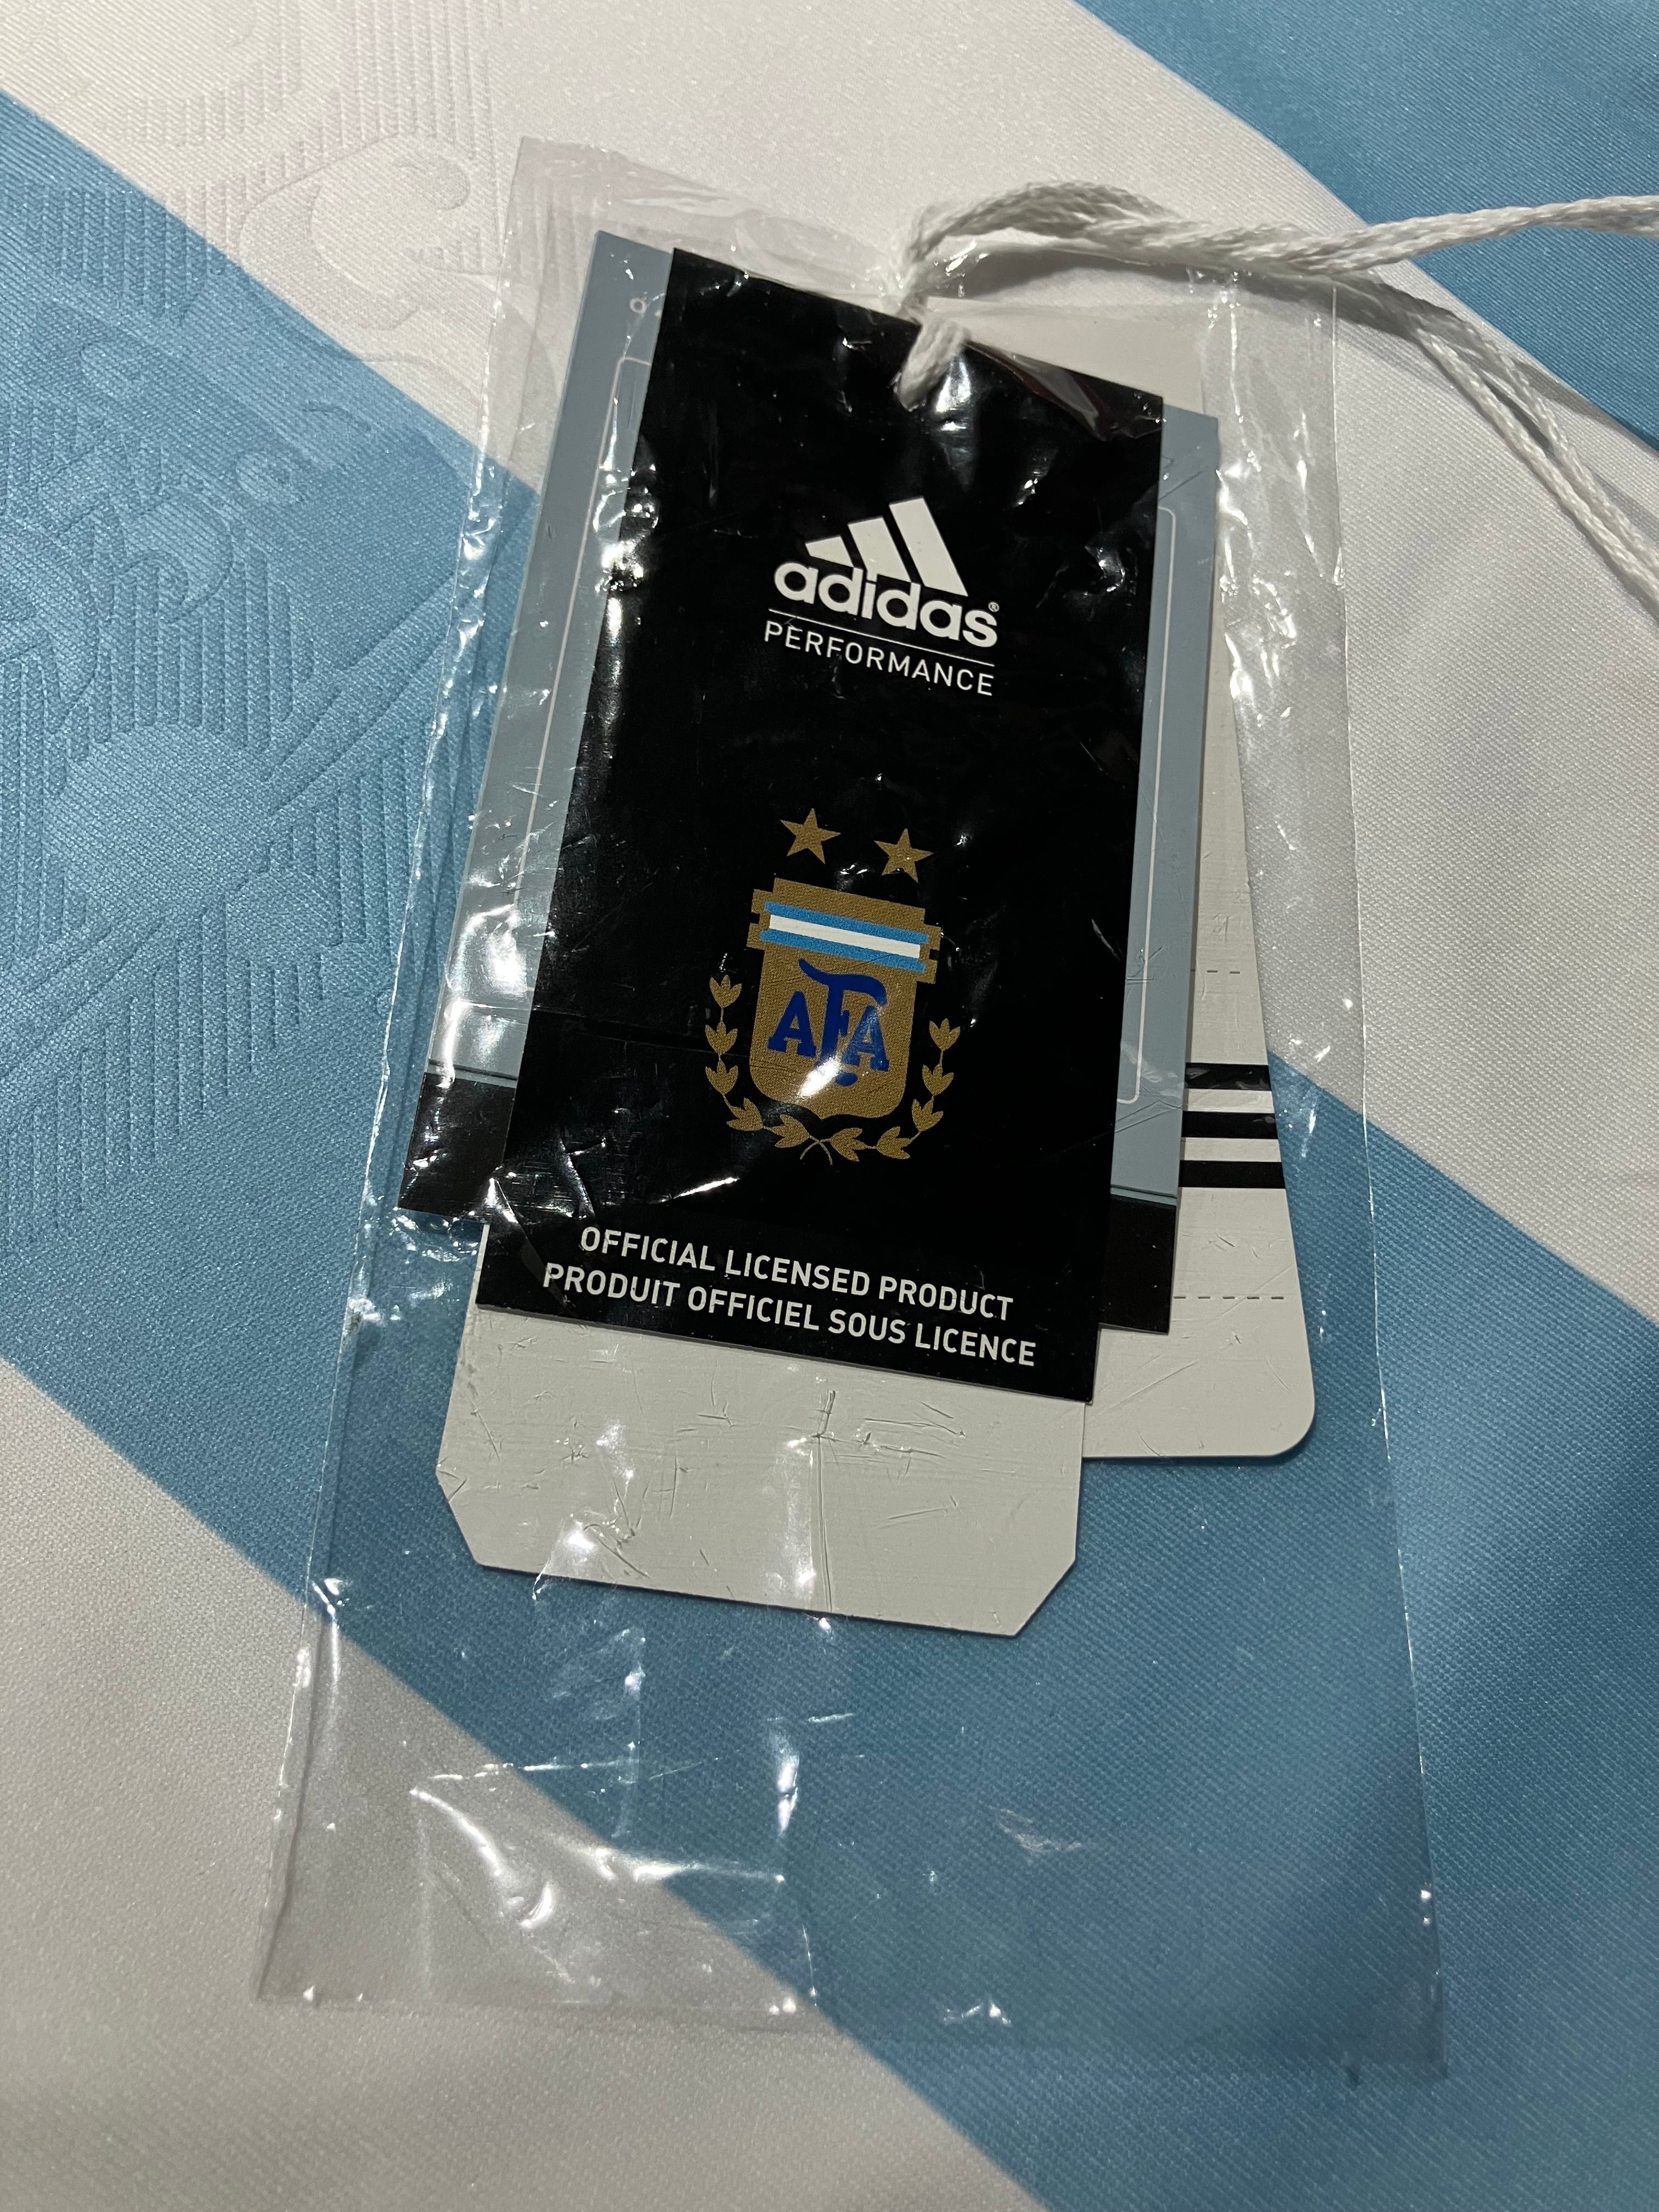 adidas®
PERFORMANCE
AFA
OFFICIAL LICENSED PRODUCT
PRODUIT OFFICIEL SOUS LICENCE